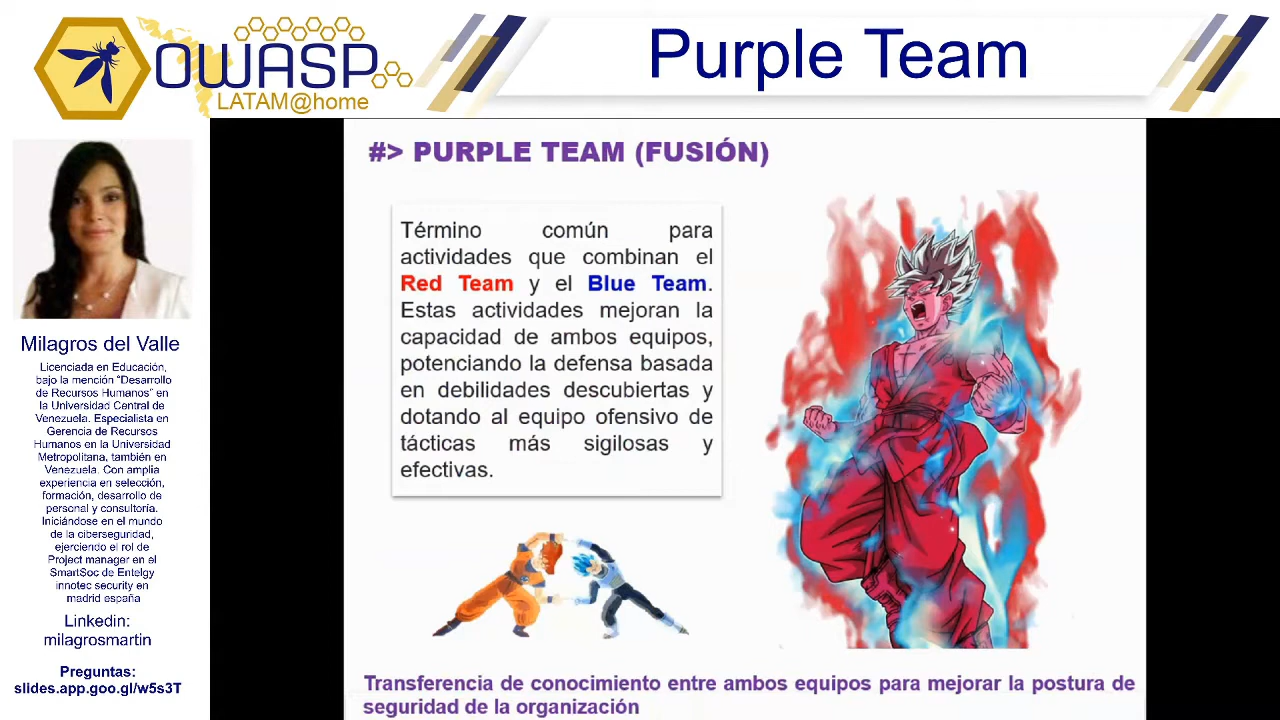 OWASP
LATAM@home
Purple Team
#> PURPLE TEAM (FUSIÓN)
Término común para
actividades que combinan el
Red Team y el Blue Team.
Estas actividades mejoran la
capacidad de ambos equipos,
potenciando la defensa basada
en debilidades descubiertas y
dotando al equipo ofensivo de
tácticas más sigilosas y
efectivas.
Transferencia de conocimiento entre ambos equipos para mejorar la postura de
seguridad de la organización
Milagros del Valle
Licenciada en Educación,
bajo la mención “Desarrollo
de Recursos Humanos” en
la Universidad Central de
Venezuela. Especialista en
Gerencia de Recursos
Humanos en la Universidad
Metropolitana, también en
Venezuela. Con amplia
experiencia en selección,
formación, desarrollo de
personal y consultoría.
Iniciándose en el mundo
de la ciberseguridad,
ejerciendo el rol de
Project manager en el
SmartSoc de Entelgy
innotec security en
madrid españa
Linkedin:
milagrosmartin
Preguntas:
slides.app.goo.gl/w5s3T